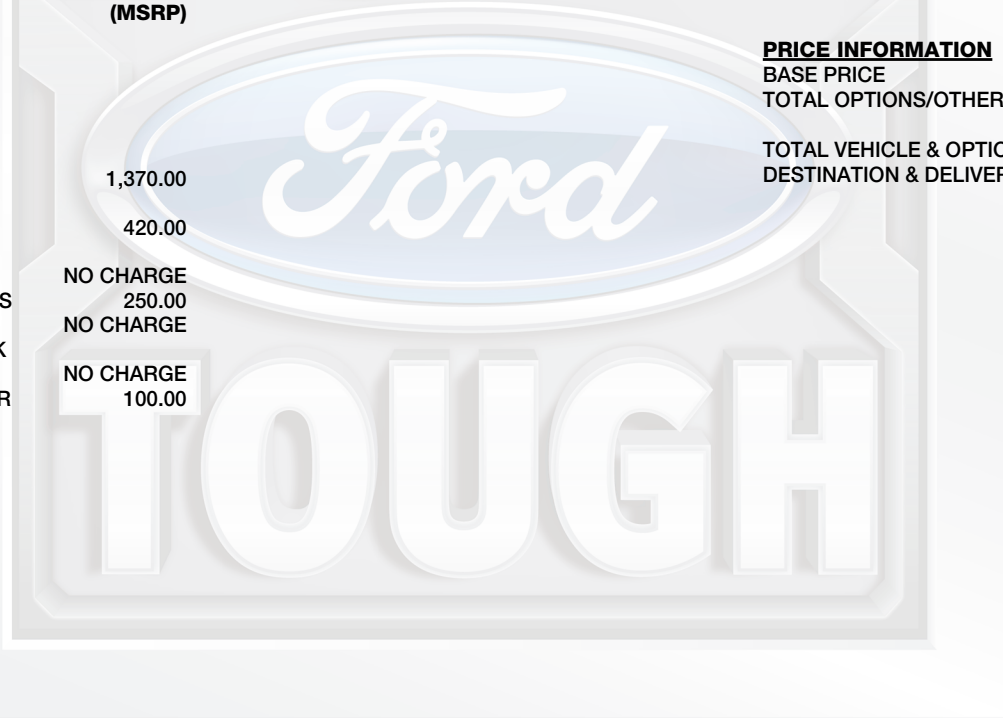 (MSRP)
1,370.00
420.00
NO CHARGE
S 250.00
NO CHARGE
K
NO CHARGE
R 100.00
PRICE INFORMATION
BASE PRICE
TOTAL OPTIONS/OTHER
TOTAL VEHICLE & OPTIO
DESTINATION & DELIVER
Ford
TOUGH